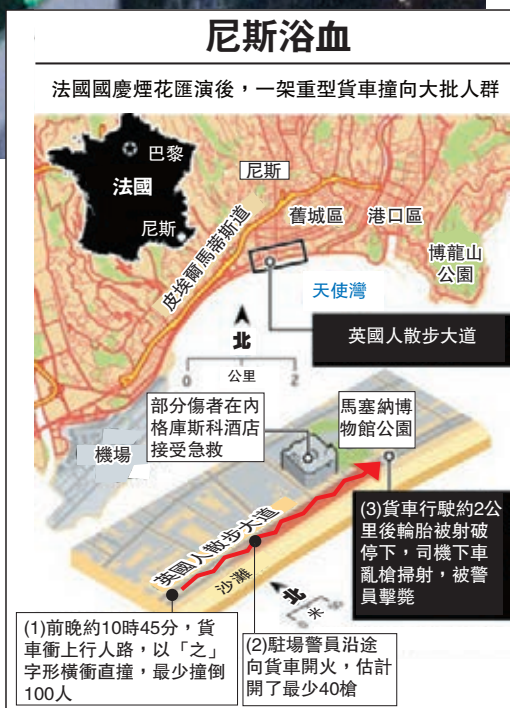 尼斯浴血
法國國慶煙花匯演後，一架重型貨車撞向大批人群
巴黎
法國
尼斯
尼斯
舊城區
港口區
博龍山
公園
皮埃爾馬蒂斯道
天使灣
英國人散步大道
北
0
公里
2
機場
部分傷者在內
格庫斯科酒店
接受急救
馬塞納博
物館公園
英國人散步大道
沙灘
北
米
(3)貨車行駛約2公
里後輪胎被射破
停下，司機下車
亂槍掃射，被警
員擊斃
(1)前晚約10時45分，貨
車衝上行人路，以「之」
字形橫衝直撞，最少撞倒
100人
(2)駐場警員沿途
向貨車開火，估計
開了最少40槍